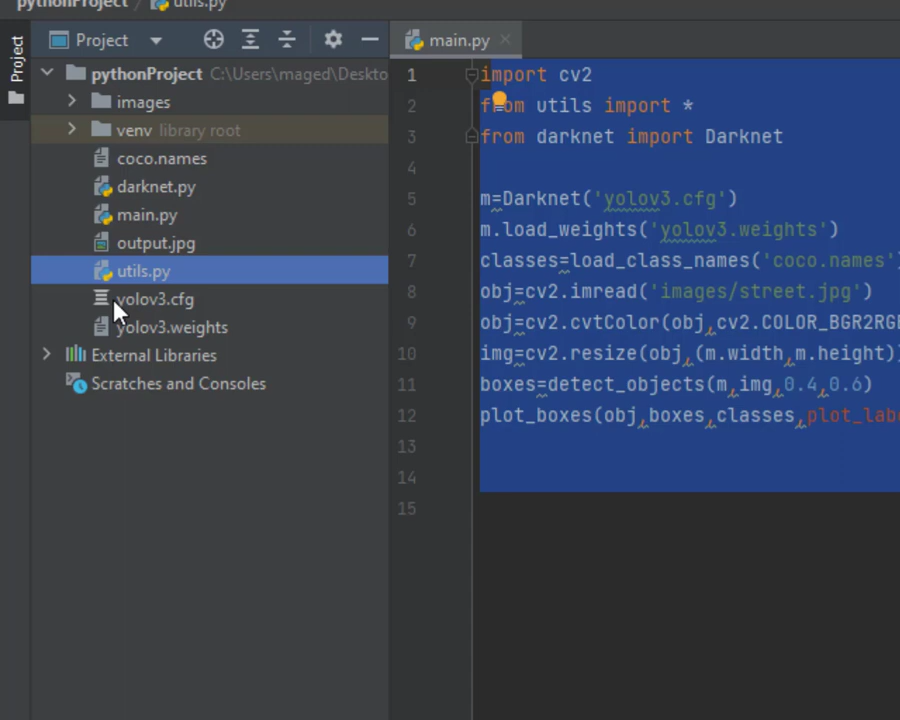 pythonProject utils.py
Project
Project
main.py
pythonProject C:\Users\maged\Deskto
images
venv library root
coco.names
darknet.py
main.py
output.jpg
utils.py
yolov3.cfg
yolov3.weights
External Libraries
Scratches and Consoles
1 import cv2
2 from utils import *
3 from darknet import Darknet
4
5 m=Darknet('yolov3.cfg')
6 m.load_weights('yolov3.weights')
7 classes=load_class_names('coco.names')
8 obj=cv2.imread('images/street.jpg')
9 obj=cv2.cvtColor(obj,cv2.COLOR_BGR2RGB
10 img=cv2.resize(obj,(m.width,m.height))
11 boxes=detect_objects(m,img,0.4,0.6)
12 plot_boxes(obj,boxes,classes,plot_lab
13
14
15